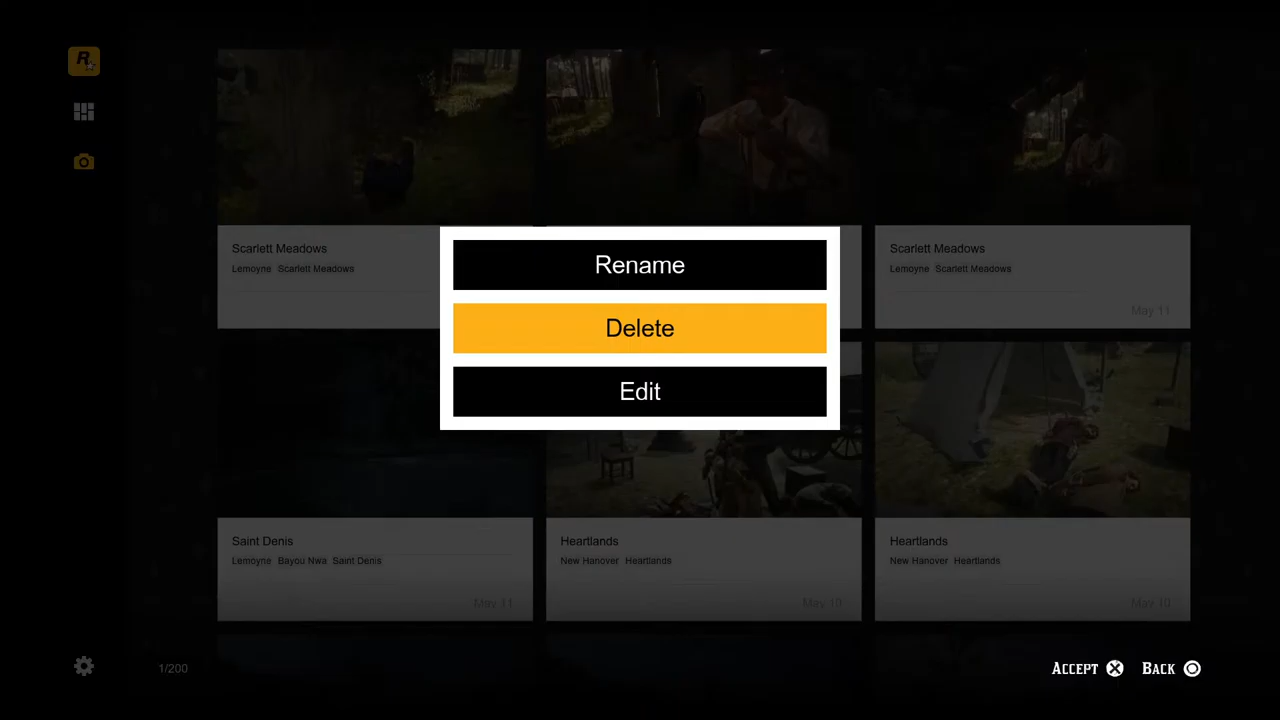 R
Scarlett Meadows
Lemoyne Scarlett Meadows
Scarlett Meadows
Lemoyne Scarlett Meadows
May 11
Rename
Delete
Edit
Saint Denis
Lemoyne Bayou Nwa Saint Denis
May 11
Heartlands
New Hanover Heartlands
May 10
Heartlands
New Hanover Heartlands
May 10
1/200
ACCEPT
BACK